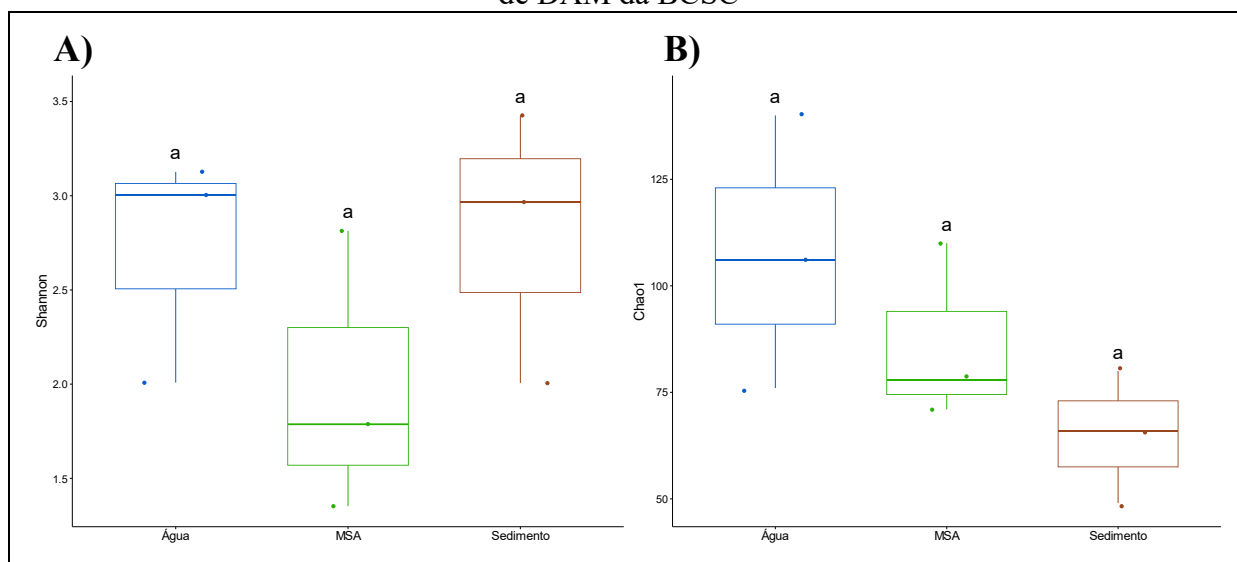 de DAM da BCSC
A)
B)
a
a
a
a
a
a
3.5
3.0
2.5
2.0
1.5
Shannon
Água
MSA
Sedimento
125
100
75
50
Chao1
Água
MSA
Sedimento